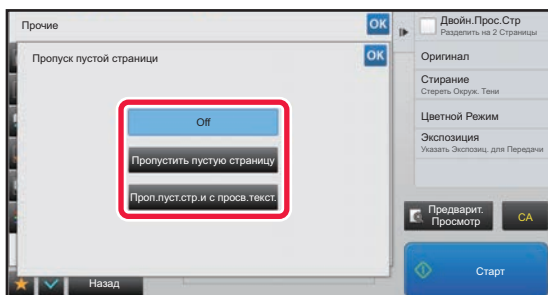 Прочие
OK
Пропуск пустой страници
OK
Off
Пропустить пустую страницу
Проп.пуст.стр.и с просв.текст.
Назад
Двойн.Прос.Стр
Разделить на 2 Страницы
Оригинал
Стирание
Стереть Окруж. Тени
Цветной Режим
Экспозиция
Указать Экспозиц. для Передачи
Предварит.
Просмотр
CA
Старт